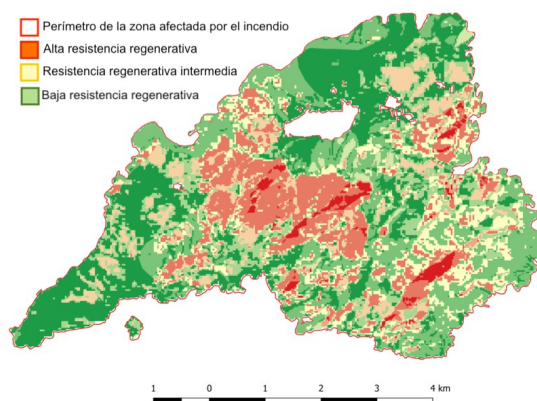 Perímetro de la zona afectada por el incendio
Alta resistencia regenerativa
Resistencia regenerativa intermedia
Baja resistencia regenerativa
1 0 1 2 3 4 km